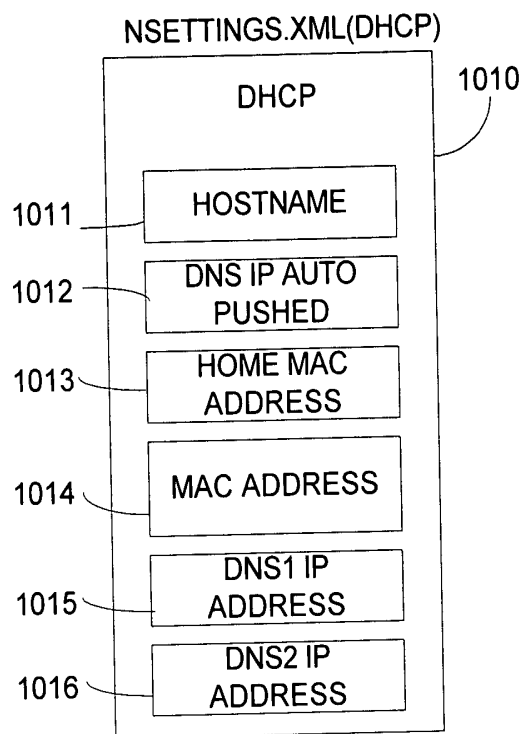 NSETTINGS.XML(DHCP)
DHCP
1010
1011
HOSTNAME
1012
DNS IP AUTO
PUSHED
1013
HOME MAC
ADDRESS
1014
MAC ADDRESS
1015
DNS1 IP
ADDRESS
1016
DNS2 IP
ADDRESS